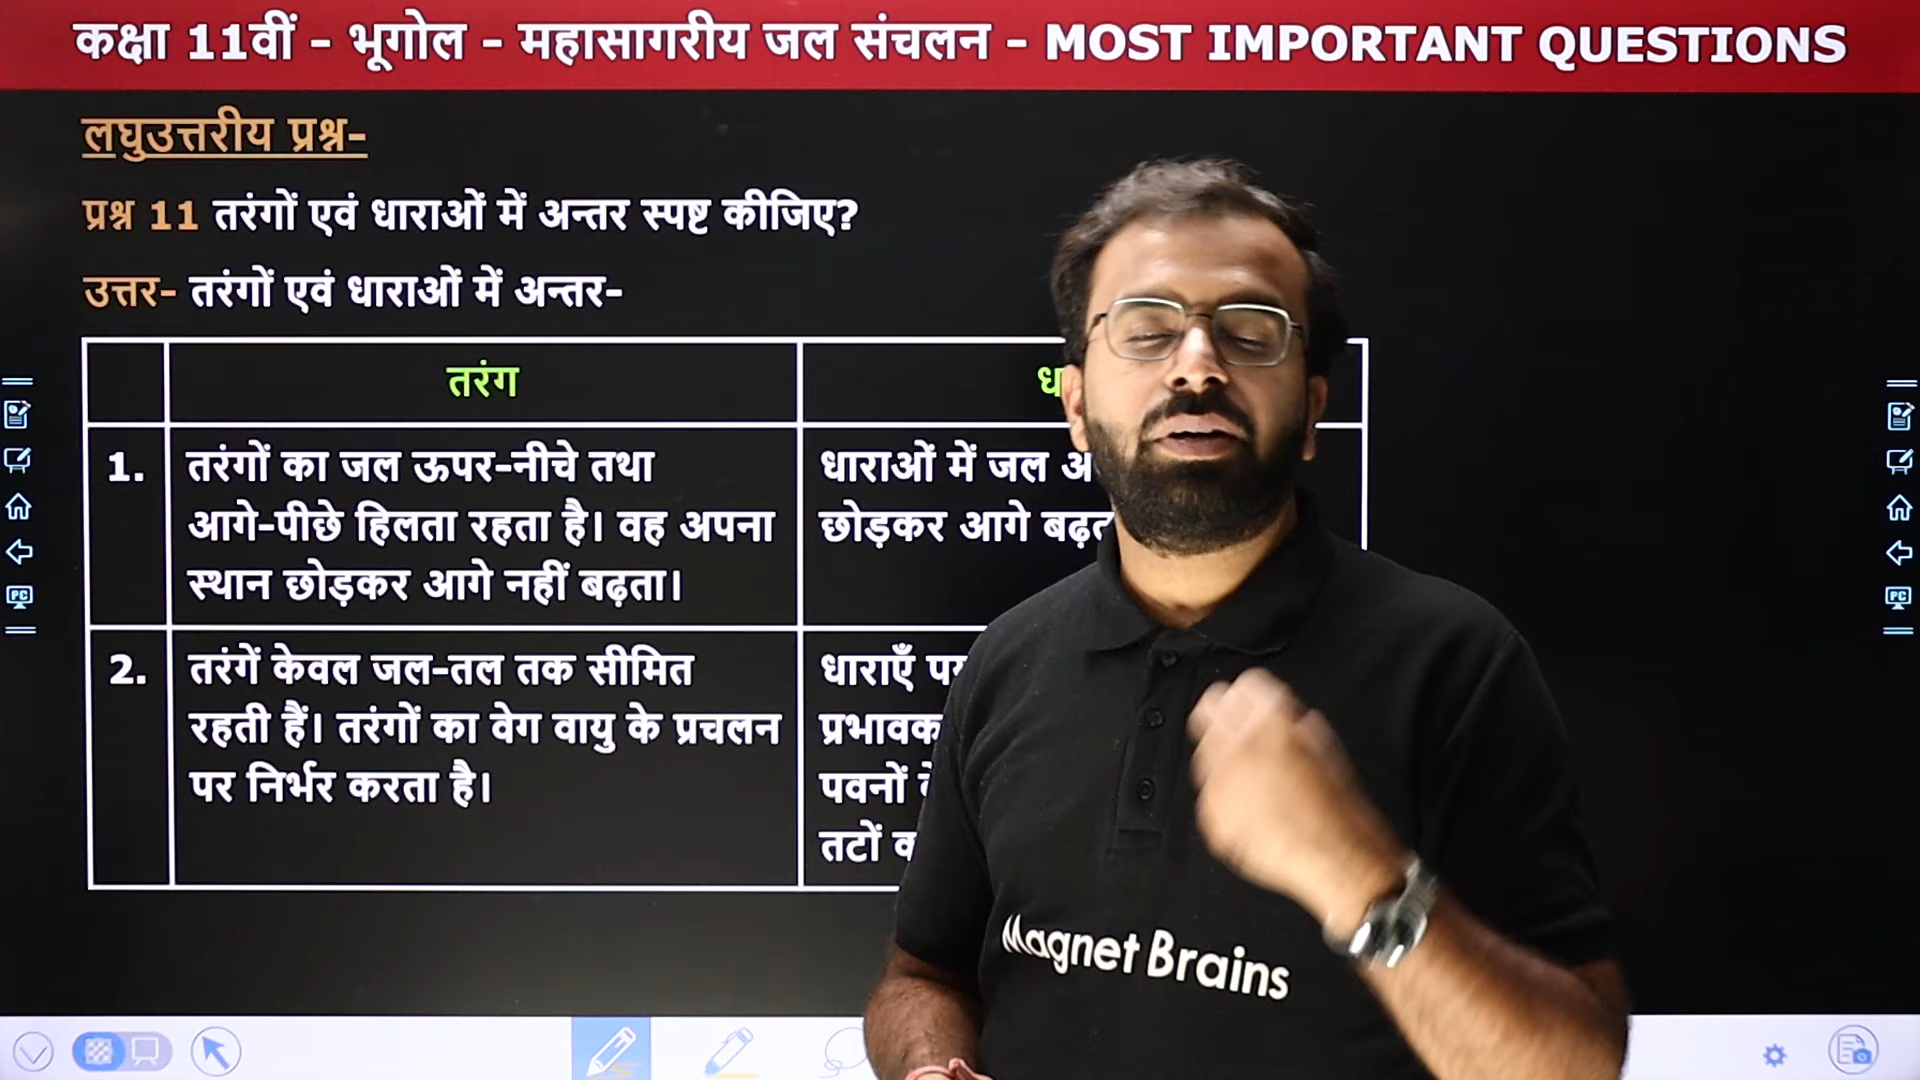 कक्षा 11वीं - भूगोल - महासागरीय जल संचलन - MOST IMPORTANT QUESTIONS
लघुउत्तरीय प्रश्न-
प्रश्न 11 तरंगों एवं धाराओं में अन्तर स्पष्ट कीजिए?
उत्तर- तरंगों एवं धाराओं में अन्तर-
तरंग
1.
तरंगों का जल ऊपर-नीचे तथा
आगे-पीछे हिलता रहता है। वह अपना
स्थान छोड़कर आगे नहीं बढ़ता।
धाराओं में जल
छोड़कर आगे
2.
तरंगें केवल जल-तल तक सीमित
रहती हैं। तरंगों का वेग वायु के प्रचलन
पर निर्भर करता है।
धाराएँ
पवनों
तटों
Magnet Brains
PC
PC